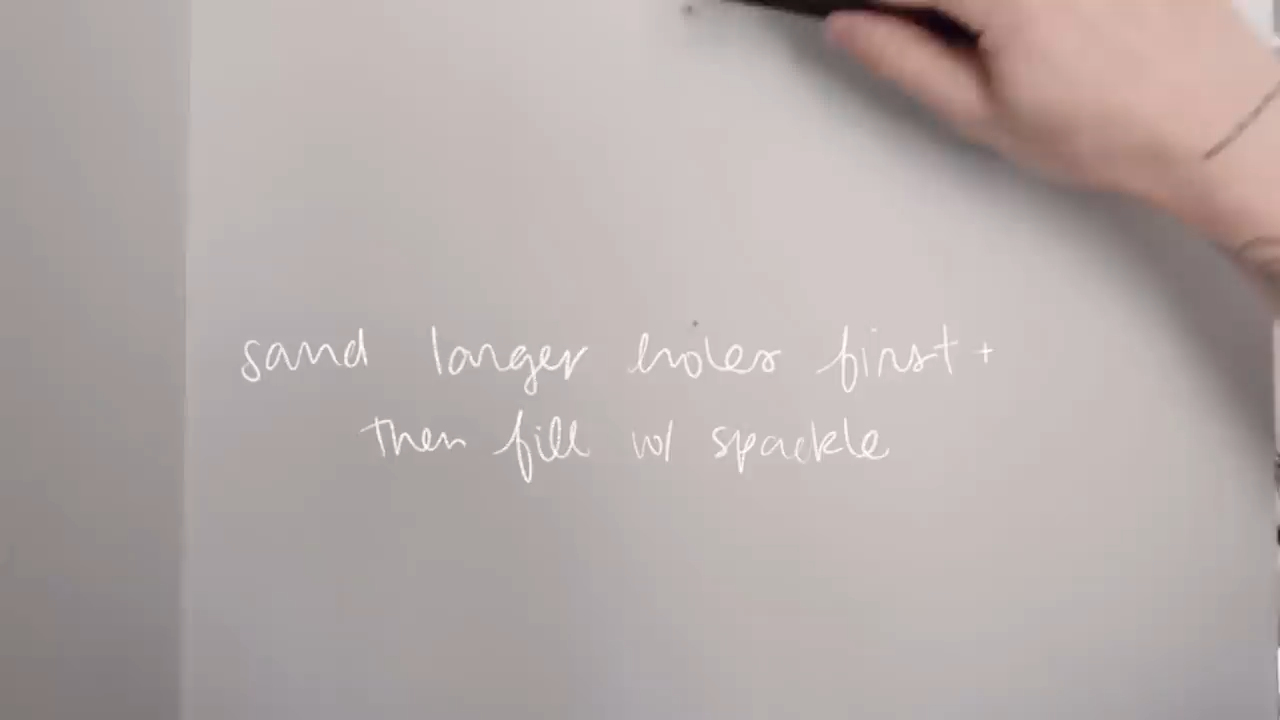 sand larger holes first +
then fill w/ spackle